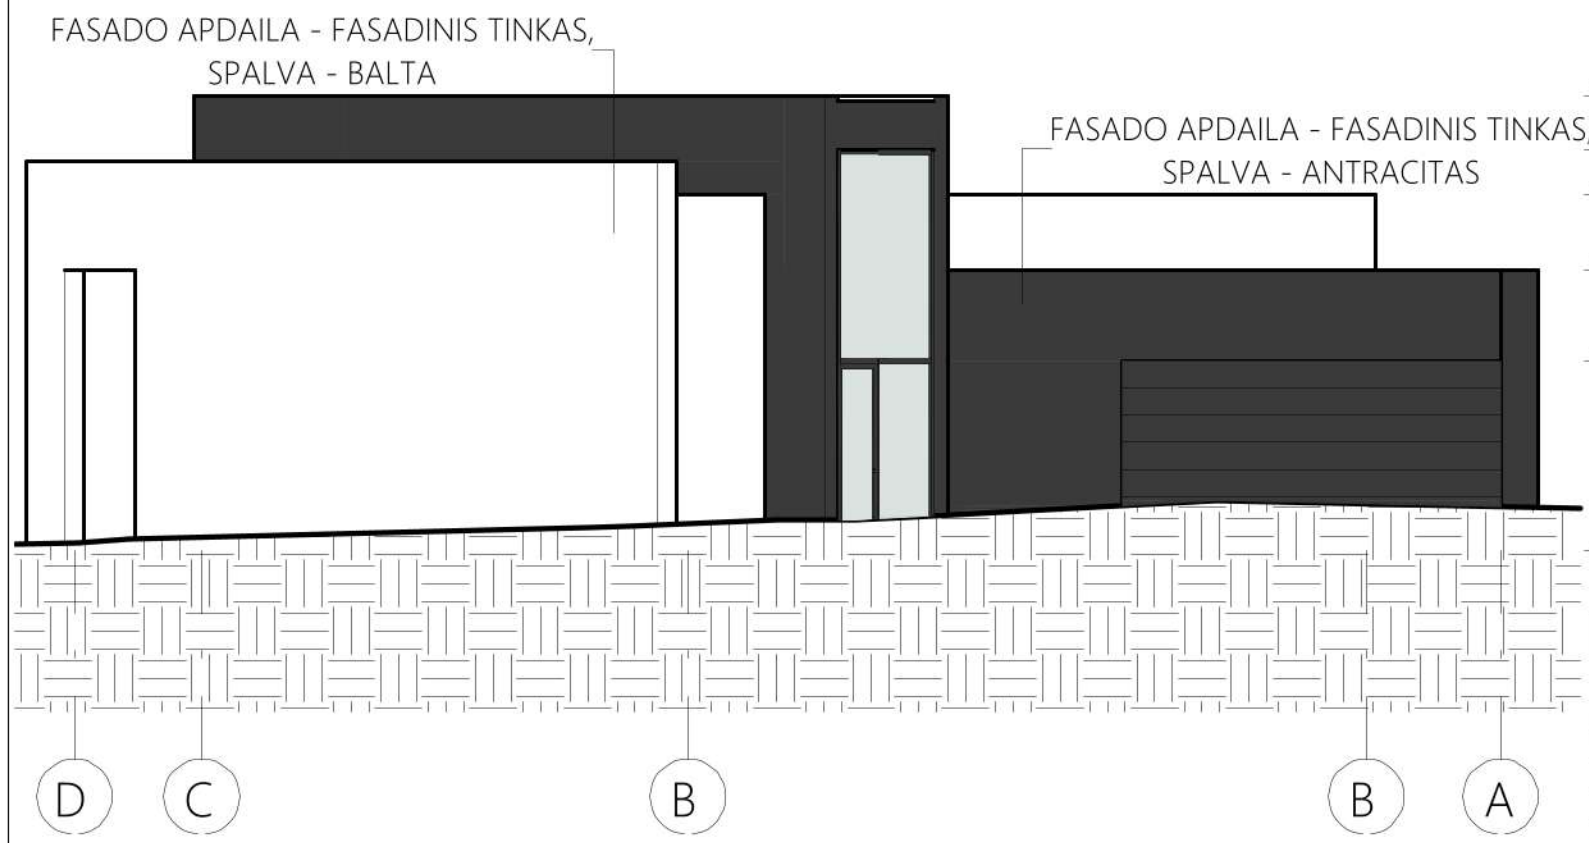 FASADO APDAILA - FASADINIS TINKAS,
SPALVA - BALTA
FASADO APDAILA - FASADINIS TINKAS,
SPALVA - ANTRACITAS
D C B B A